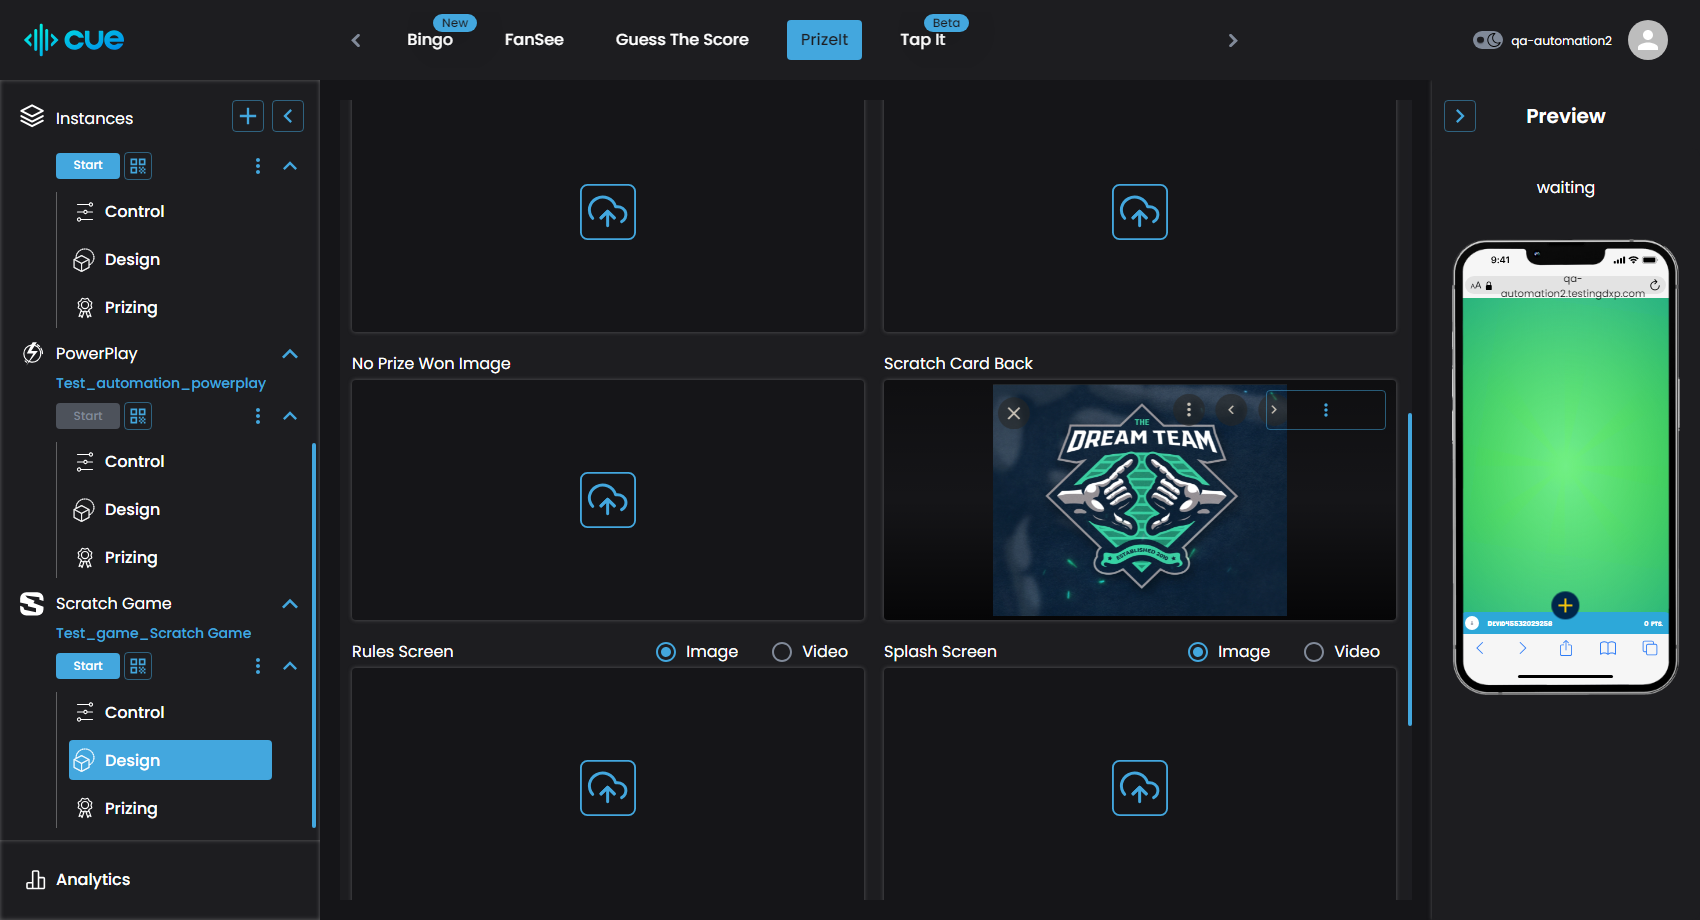 cue
New
Bingo
FanSee
Guess The Score
PrizeIt
Beta
Tap It
qa-automation2
Instances
Start
Control
Design
Prizing
PowerPlay
Test_automation_powerplay
Start
Control
Design
Prizing
Scratch Game
Test_game_Scratch Game
Start
Control
Design
Prizing
Analytics
No Prize Won Image
Scratch Card Back
THE
DREAM TEAM
ESTABLISHED 2010
Rules Screen
Image
Video
Splash Screen
Image
Video
Preview
waiting
9:41
AA
qa-
automation2.testingdxp.com
0 PTS.